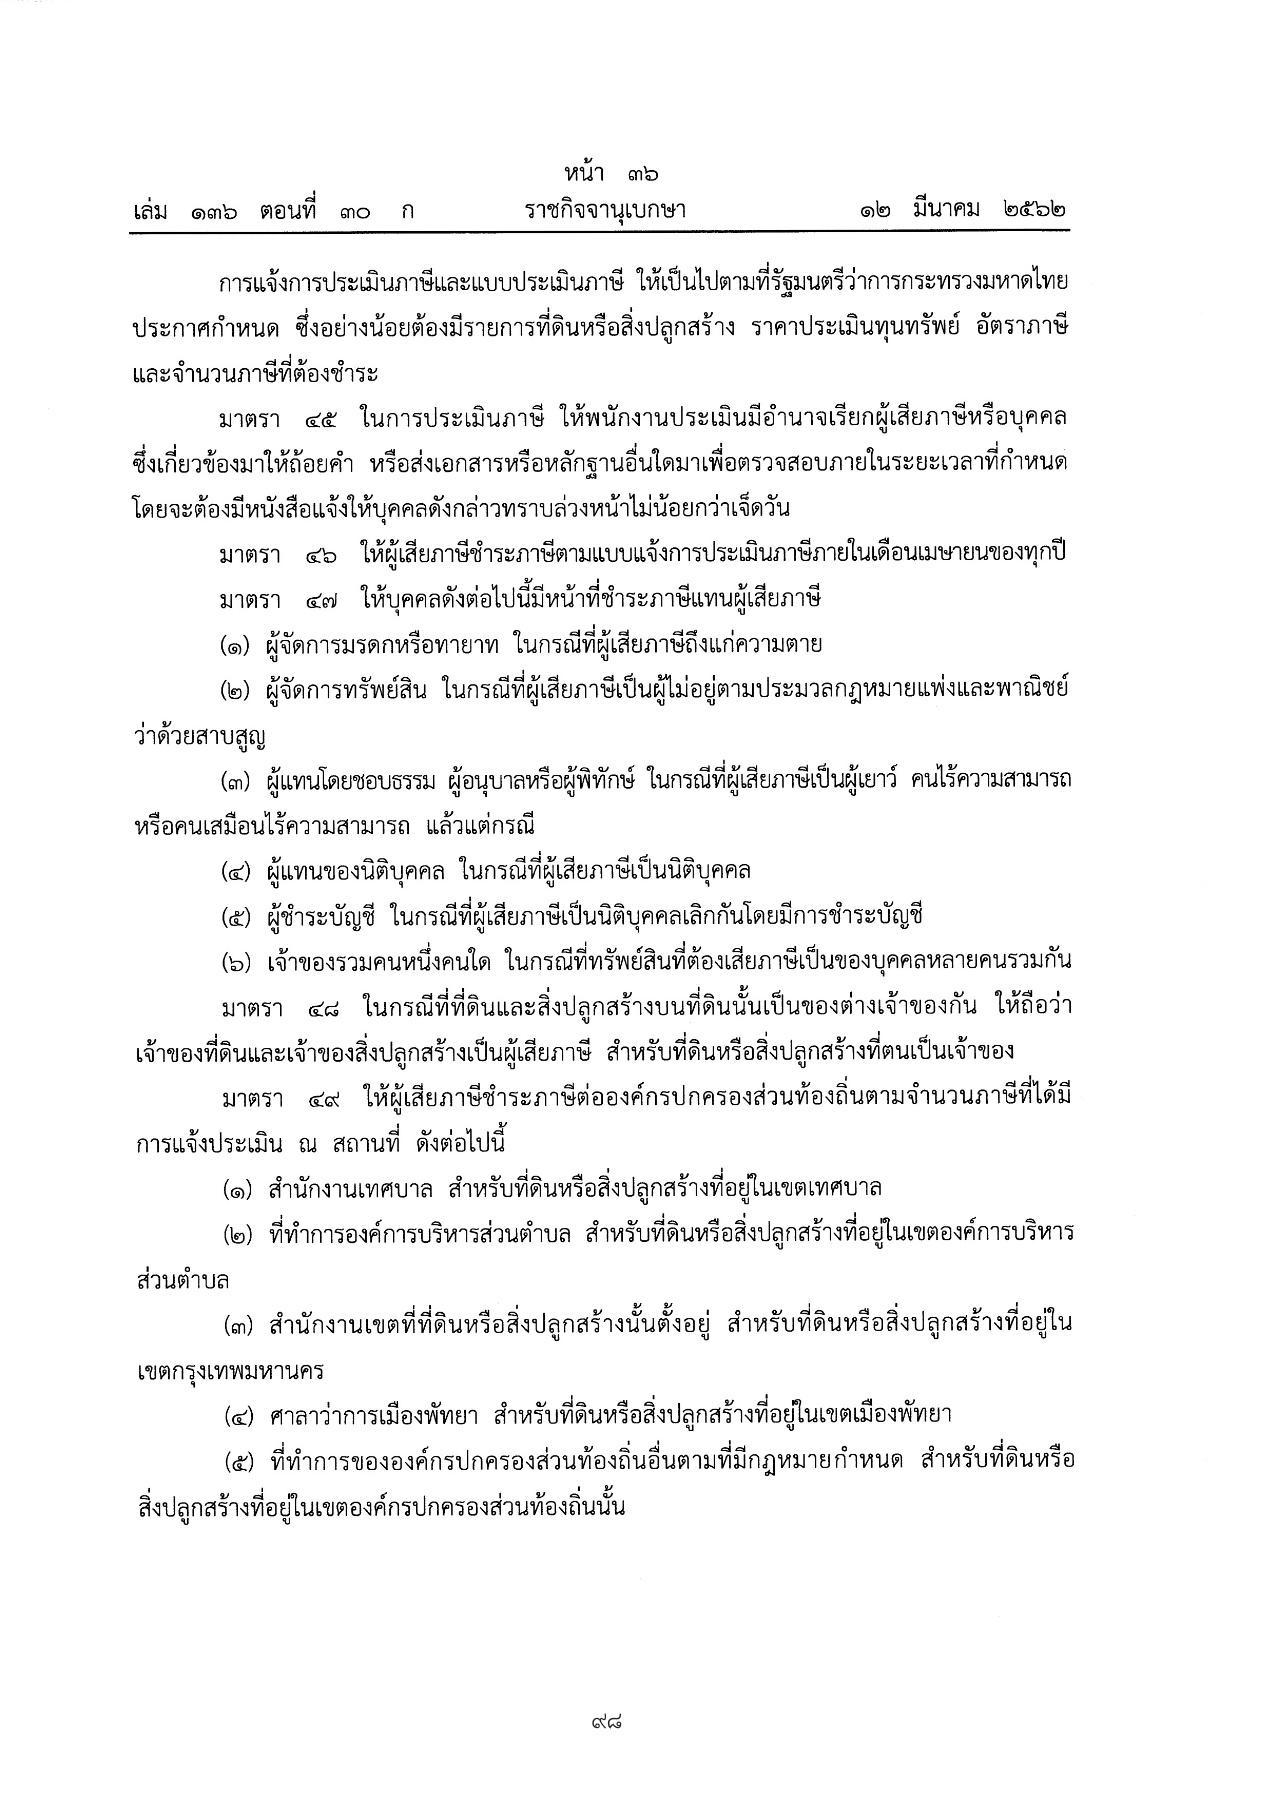 หน้า ๓๖
เล่ม ๑๓๖ ตอนที่ ๓๐ ก ราชกิจจานุเบกษา ๑๒ มีนาคม ๒๕๖๒
การแจ้งการประเมินภาษีและแบบประเมินภาษี ให้เป็นไปตามที่รัฐมนตรีว่าการกระทรวงมหาดไทย
ประกาศกำหนด ซึ่งอย่างน้อยต้องมีรายการที่ดินหรือสิ่งปลูกสร้าง ราคาประเมินทุนทรัพย์ อัตราภาษี
และจำนวนภาษีที่ต้องชำระ
มาตรา ๔๕ ในการประเมินภาษี ให้พนักงานประเมินมีอำนาจเรียกผู้เสียภาษีหรือบุคคล
ซึ่งเกี่ยวข้องมาให้ถ้อยคำ หรือส่งเอกสารหรือหลักฐานอื่นใดมาเพื่อตรวจสอบภายในระยะเวลาที่กำหนด
โดยจะต้องมีหนังสือแจ้งให้บุคคลดังกล่าวทราบล่วงหน้าไม่น้อยกว่าเจ็ดวัน
มาตรา ๔๖ ให้ผู้เสียภาษีชำระภาษีตามแบบแจ้งการประเมินภาษีภายในเดือนเมษายนของทุกปี
มาตรา ๔๗ ให้บุคคลดังต่อไปนี้มีหน้าที่ชำระภาษีแทนผู้เสียภาษี
(๑) ผู้จัดการมรดกหรือทายาท ในกรณีที่ผู้เสียภาษีถึงแก่ความตาย
(๒) ผู้จัดการทรัพย์สิน ในกรณีที่ผู้เสียภาษีเป็นผู้ไม่อยู่ตามประมวลกฎหมายแพ่งและพาณิชย์
ว่าด้วยสาบสูญ
(๓) ผู้แทนโดยชอบธรรม ผู้อนุบาลหรือผู้พิทักษ์ ในกรณีที่ผู้เสียภาษีเป็นผู้เยาว์ คนไร้ความสามารถ
หรือคนเสมือนไร้ความสามารถ แล้วแต่กรณี
(๔) ผู้แทนของนิติบุคคล ในกรณีที่ผู้เสียภาษีเป็นนิติบุคคล
(๕) ผู้ชำระบัญชี ในกรณีที่ผู้เสียภาษีเป็นนิติบุคคลเลิกกันโดยมีการชำระบัญชี
(๖) เจ้าของรวมคนหนึ่งคนใด ในกรณีที่ทรัพย์สินที่ต้องเสียภาษีเป็นของบุคคลหลายคนรวมกัน
มาตรา ๔๘ ในกรณีที่ที่ดินและสิ่งปลูกสร้างบนที่ดินนั้นเป็นของต่างเจ้าของกัน ให้ถือว่า
เจ้าของที่ดินและเจ้าของสิ่งปลูกสร้างเป็นผู้เสียภาษี สำหรับที่ดินหรือสิ่งปลูกสร้างที่ตนเป็นเจ้าของ
มาตรา ๔๙ ให้ผู้เสียภาษีชำระภาษีต่อองค์กรปกครองส่วนท้องถิ่นตามจำนวนภาษีที่ได้มี
การแจ้งประเมิน ณ สถานที่ ดังต่อไปนี้
(๑) สำนักงานเทศบาล สำหรับที่ดินหรือสิ่งปลูกสร้างที่อยู่ในเขตเทศบาล
(๒) ที่ทำการองค์การบริหารส่วนตำบล สำหรับที่ดินหรือสิ่งปลูกสร้างที่อยู่ในเขตองค์การบริหาร
ส่วนตำบล
(๓) สำนักงานเขตที่ที่ดินหรือสิ่งปลูกสร้างนั้นตั้งอยู่ สำหรับที่ดินหรือสิ่งปลูกสร้างที่อยู่ใน
เขตกรุงเทพมหานคร
(๔) ศาลาว่าการเมืองพัทยา สำหรับที่ดินหรือสิ่งปลูกสร้างที่อยู่ในเขตเมืองพัทยา
(๕) ที่ทำการขององค์กรปกครองส่วนท้องถิ่นอื่นตามที่มีกฎหมายกำหนด สำหรับที่ดินหรือ
สิ่งปลูกสร้างที่อยู่ในเขตองค์กรปกครองส่วนท้องถิ่นนั้น
๙๘